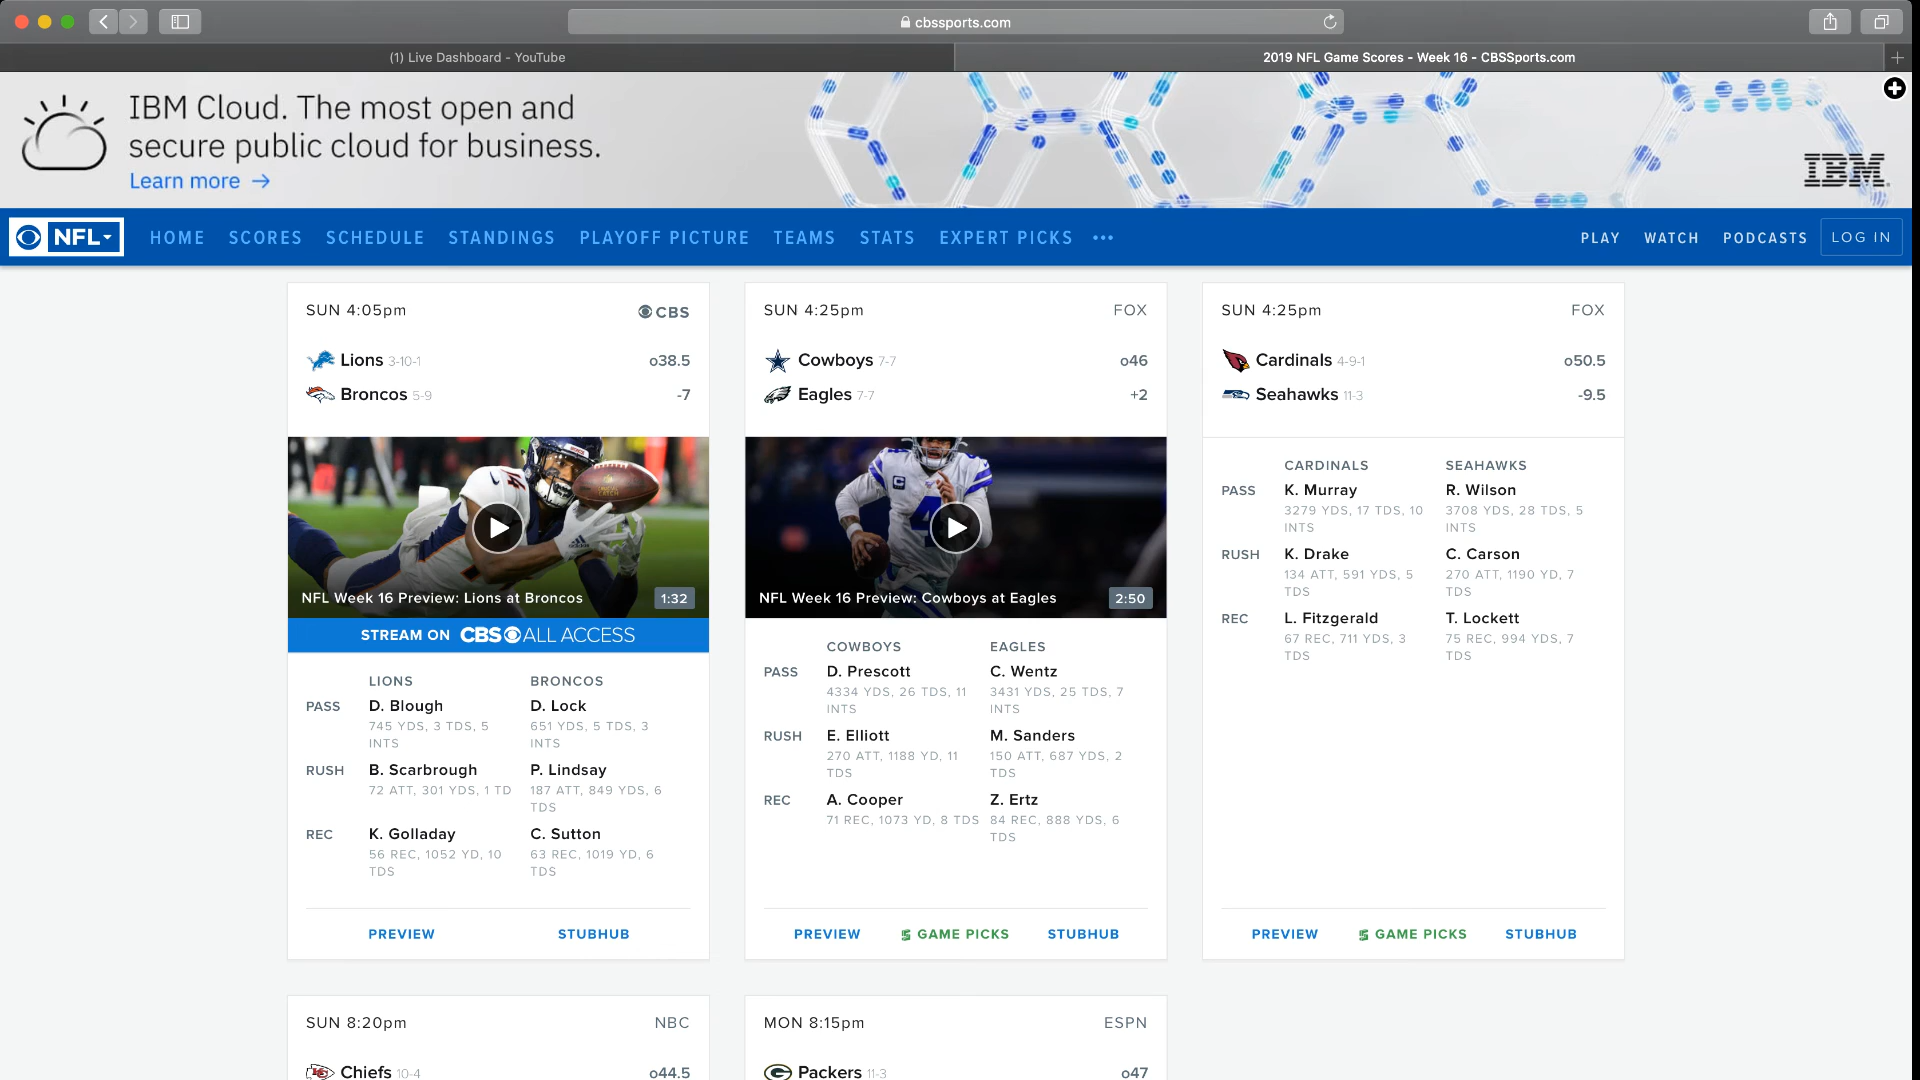 cbssports.com
(1) Live Dashboard - YouTube
2019 NFL Game Scores - Week 16 - CBSSports.com
IBM Cloud. The most open and
secure public cloud for business.
Learn more →
IBM
NFL HOME SCORES SCHEDULE STANDINGS PLAYOFF PICTURE TEAMS STATS EXPERT PICKS ••• PLAY WATCH PODCASTS LOG IN
SUN 4:05pm CBS
Lions 3-10-1 o38.5
Broncos 5-9 -7
NFL Week 16 Preview: Lions at Broncos 1:32
STREAM ON CBS ALL ACCESS
LIONS BRONCOS
PASS D. Blough D. Lock
745 YDS, 3 TDS, 5 651 YDS, 5 TDS, 3
INTS INTS
RUSH B. Scarbrough P. Lindsay
72 ATT, 301 YDS, 1 TD 187 ATT, 849 YDS, 6
TDS
REC K. Golladay C. Sutton
56 REC, 1052 YD, 10 63 REC, 1019 YD, 6
TDS TDS
PREVIEW STUBHUB
SUN 4:25pm FOX
Cowboys 7-7 o46
Eagles 7-7 +2
4
NFL Week 16 Preview: Cowboys at Eagles 2:50
COWBOYS EAGLES
PASS D. Prescott C. Wentz
4334 YDS, 26 TDS, 11 3431 YDS, 25 TDS, 7
INTS INTS
RUSH E. Elliott M. Sanders
270 ATT, 1188 YD, 11 150 ATT, 687 YDS, 2
TDS TDS
REC A. Cooper Z. Ertz
71 REC, 1073 YD, 8 TDS 84 REC, 888 YDS, 6
TDS
PREVIEW GAME PICKS STUBHUB
SUN 4:25pm FOX
Cardinals 4-9-1 o50.5
Seahawks 11-3 -9.5
CARDINALS SEAHAWKS
PASS K. Murray R. Wilson
3279 YDS, 17 TDS, 10 3708 YDS, 28 TDS, 5
INTS INTS
RUSH K. Drake C. Carson
134 ATT, 591 YDS, 5 270 ATT, 1190 YD, 7
TDS TDS
REC L. Fitzgerald T. Lockett
67 REC, 711 YDS, 3 75 REC, 994 YDS, 7
TDS TDS
PREVIEW GAME PICKS STUBHUB
SUN 8:20pm NBC
Chiefs 10-4 o44.5
MON 8:15pm ESPN
Packers 11-3 o47